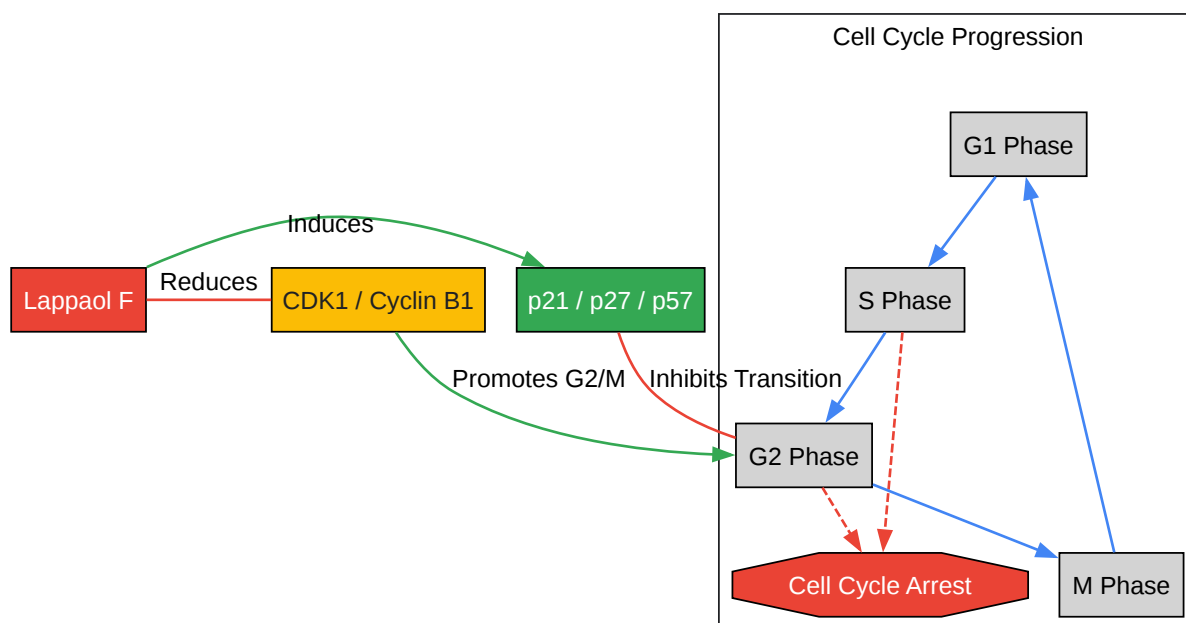 Cell Cycle Progression
G1 Phase
Induces
Lappaol F
Reduces
CDK1 / Cyclin B1
p21 / p27 / p57
S Phase
Promotes G2/M
Inhibits Transition
G2 Phase
Cell Cycle Arrest
M Phase